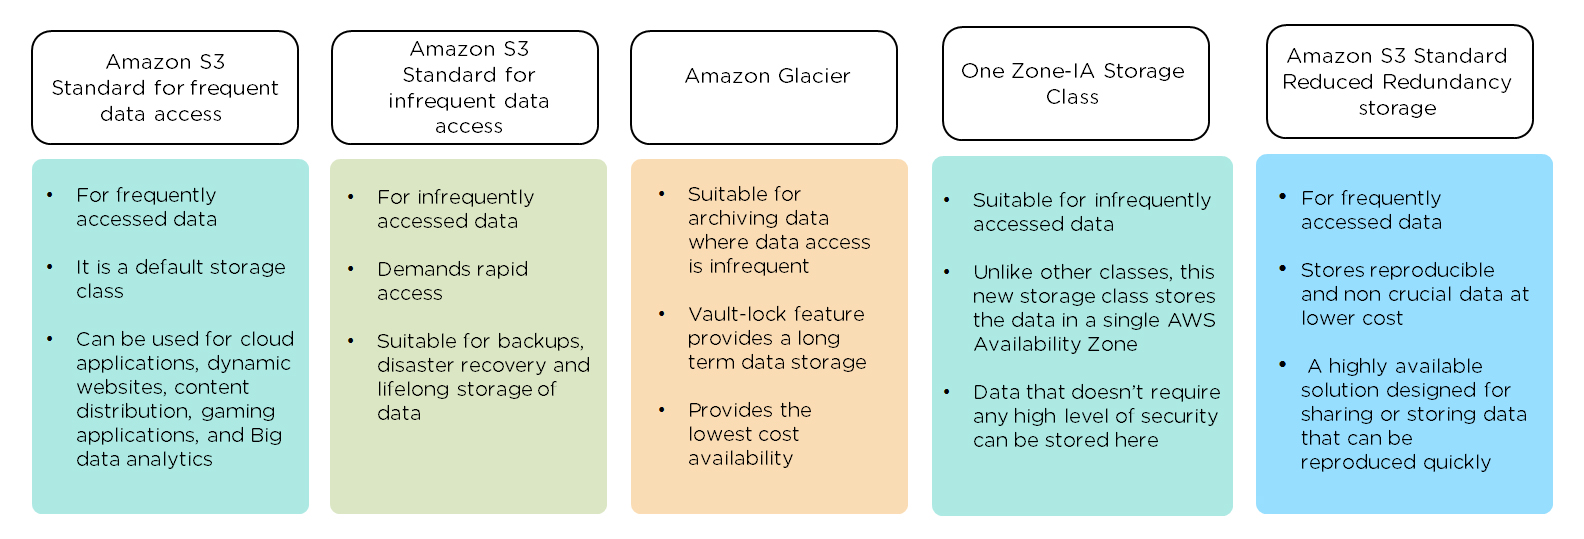 Amazon S3
Standard for frequent
data access
• For frequently
accessed data
• It is a default storage
class
• Can be used for cloud
applications, dynamic
websites, content
distribution, gaming
applications, and Big
data analytics
Amazon S3
Standard for
infrequent data
access
• For infrequently
accessed data
• Demands rapid
access
• Suitable for backups,
disaster recovery and
lifelong storage of
data
Amazon Glacier
• Suitable for
archiving data
where data access
is infrequent
• Vault-lock feature
provides a long
term data storage
• Provides the
lowest cost
availability
One Zone-IA Storage
Class
• Suitable for infrequently
accessed data
• Unlike other classes, this
new storage class stores
the data in a single AWS
Availability Zone
• Data that doesn’t require
any high level of security
can be stored here
Amazon S3 Standard
Reduced Redundancy
storage
• For frequently
accessed data
• Stores reproducible
and non crucial data at
lower cost
• A highly available
solution designed for
sharing or storing data
that can be
reproduced quickly